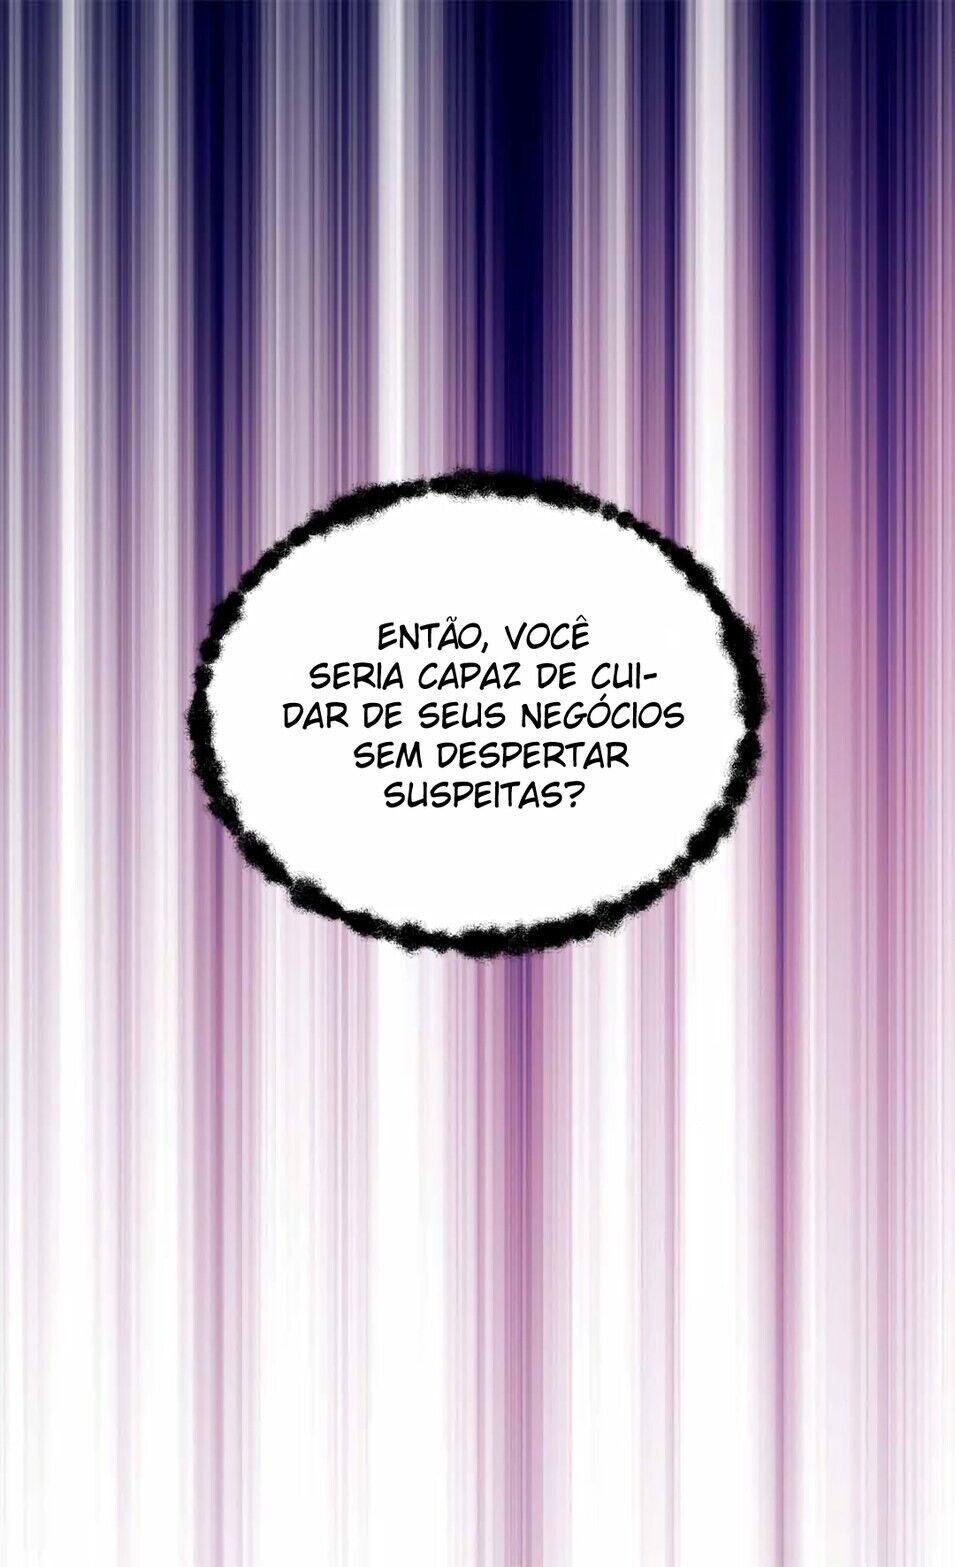 ENTÃO, VOCÊ
SERIA CAPAZ DE CUI-
DAR DE SEUS NEGÓCIOS
SEM DESPERTAR
SUSPEITAS?